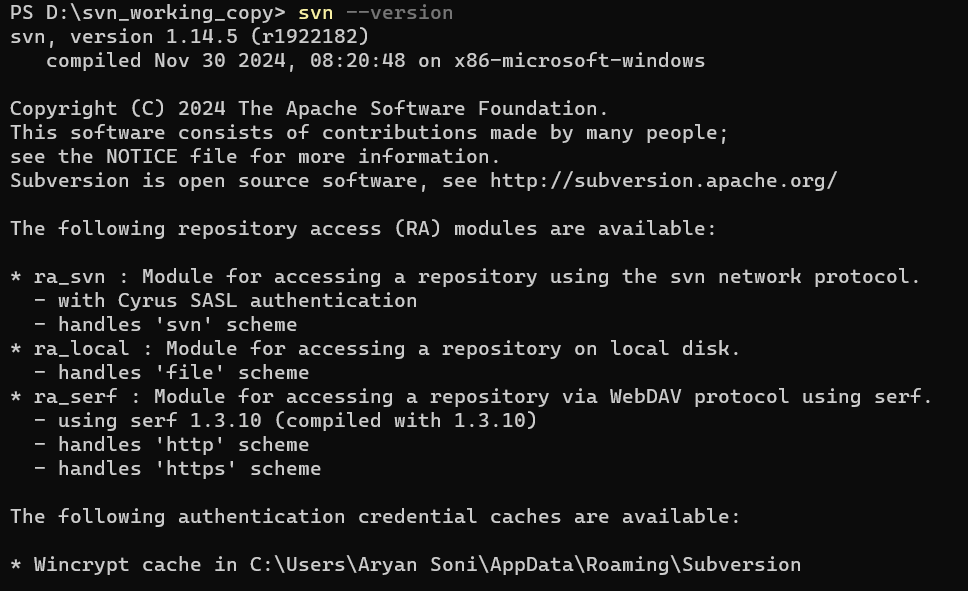 PS D:\svn_working_copy> svn --version
svn, version 1.14.5 (r1922182)
   compiled Nov 30 2024, 08:20:48 on x86-microsoft-windows

Copyright (C) 2024 The Apache Software Foundation.
This software consists of contributions made by many people;
see the NOTICE file for more information.
Subversion is open source software, see http://subversion.apache.org/

The following repository access (RA) modules are available:

* ra_svn : Module for accessing a repository using the svn network protocol.
  - with Cyrus SASL authentication
  - handles 'svn' scheme
* ra_local : Module for accessing a repository on local disk.
  - handles 'file' scheme
* ra_serf : Module for accessing a repository via WebDAV protocol using serf.
  - using serf 1.3.10 (compiled with 1.3.10)
  - handles 'http' scheme
  - handles 'https' scheme

The following authentication credential caches are available:

* Wincrypt cache in C:\Users\Aryan Soni\AppData\Roaming\Subversion